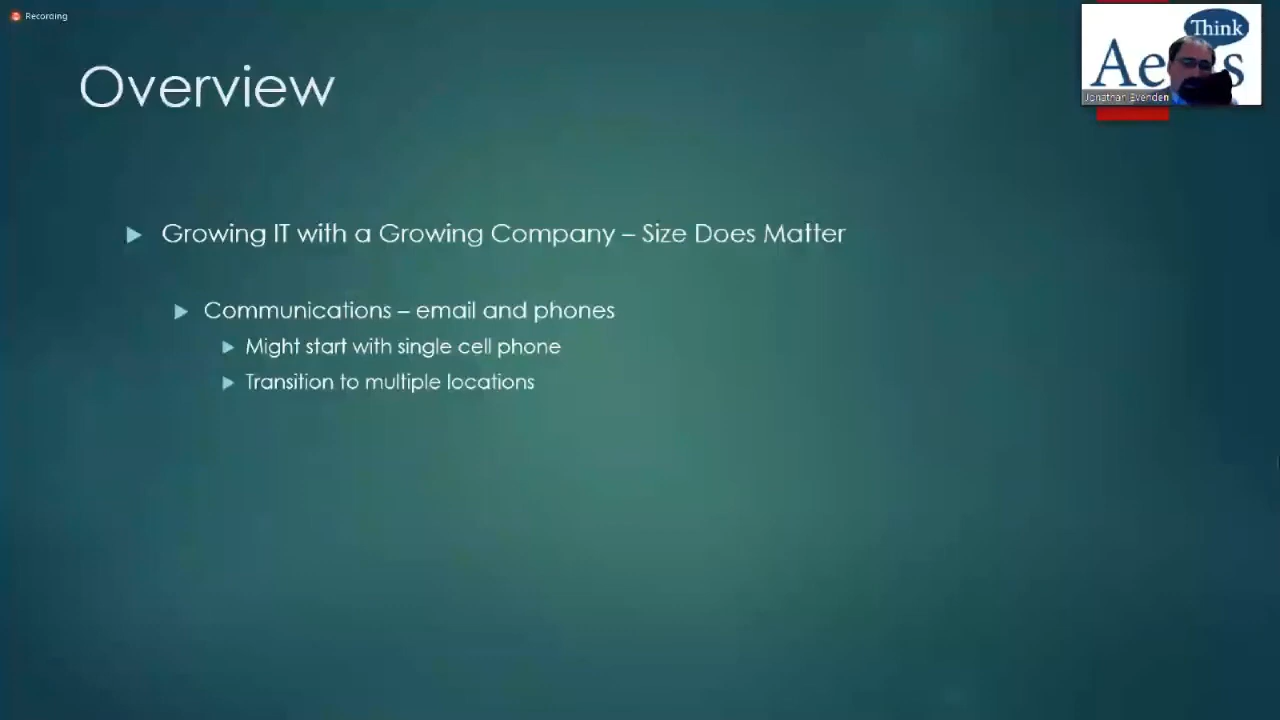 Recording
Think
Ae
s
Jonathan Evenden
Overview
Growing IT with a Growing Company – Size Does Matter
Communications – email and phones
Might start with single cell phone
Transition to multiple locations